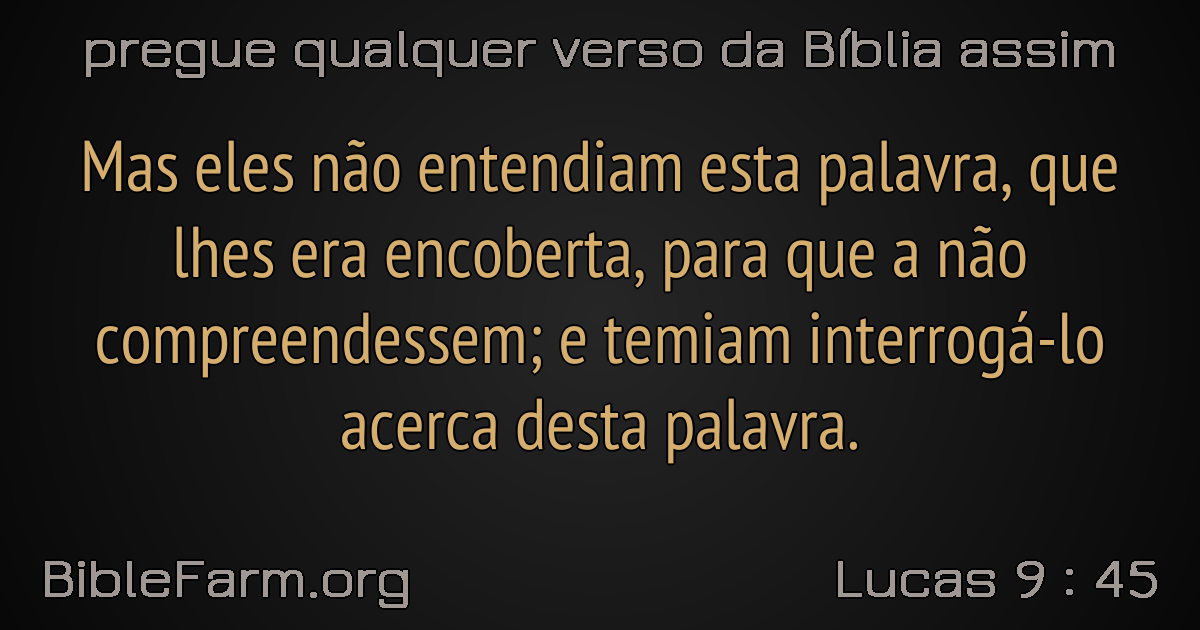 pregue qualquer verso da Bíblia assim
Mas eles não entendiam esta palavra, que
lhes era encoberta, para que a não
compreendessem; e temiam interrogá-lo
acerca desta palavra.
BibleFarm.org
Lucas 9 : 45